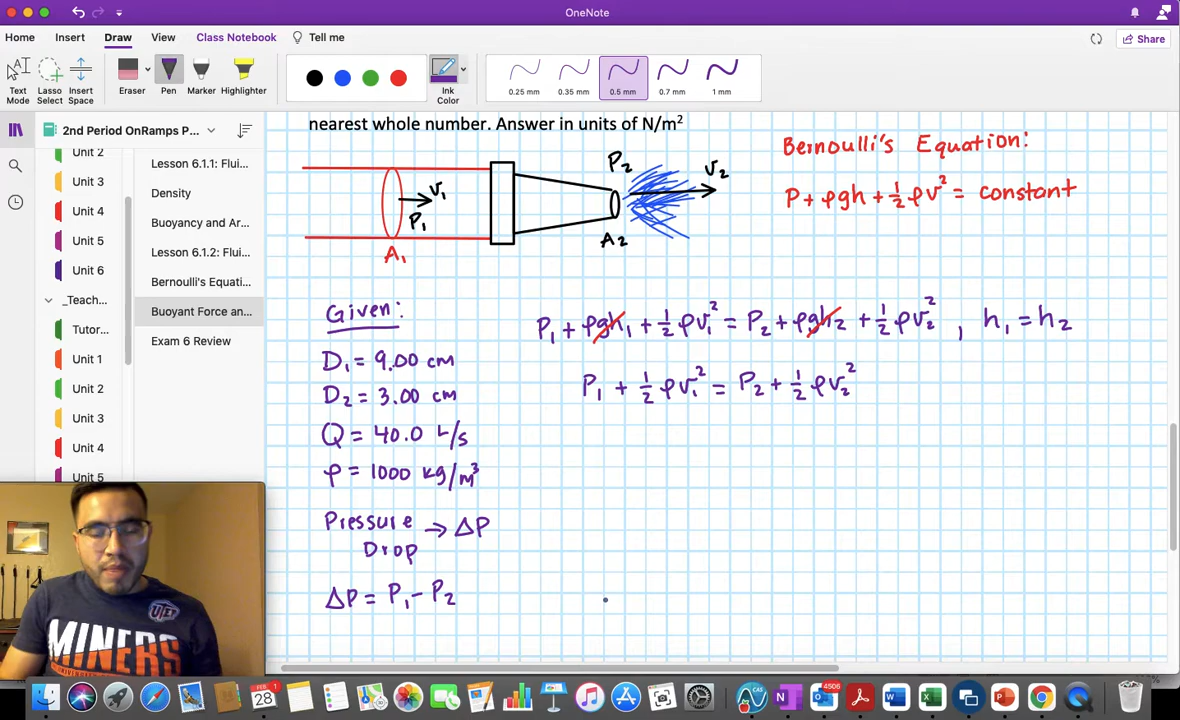 OneNote
Home Insert Draw View Class Notebook Tell me Share
Text Mode
Lasso Select
Insert Space
Eraser
Pen
Marker
Highlighter
Ink Color
0.25 mm
0.35 mm
0.5 mm
0.7 mm
1 mm
2nd Period OnRamps P...
Unit 2
Unit 3
Unit 4
Unit 5
Unit 6
_Teach...
Tutor...
Unit 1
Unit 2
Unit 3
Unit 4
Unit 5
Lesson 6.1.1: Flui...
Density
Buoyancy and Ar...
Lesson 6.1.2: Flui...
Bernoulli's Equati...
Buoyant Force an...
Exam 6 Review
nearest whole number. Answer in units of N/m²
Bernoulli's Equation:
P + ρgh + ½ρv² = constant
v₁
P₁
A₁
P₂
v₂
A₂
Given:
D₁ = 9.00 cm
D₂ = 3.00 cm
Q = 40.0 L/s
ρ = 1000 kg/m³
Pressure Drop → ΔP
ΔP = P₁ - P₂
P₁ + ρgh₁ + ½ρv₁² = P₂ + ρgh₂ + ½ρv₂² , h₁ = h₂
P₁ + ½ρv₁² = P₂ + ½ρv₂²
MINERS
FEB
28
4506